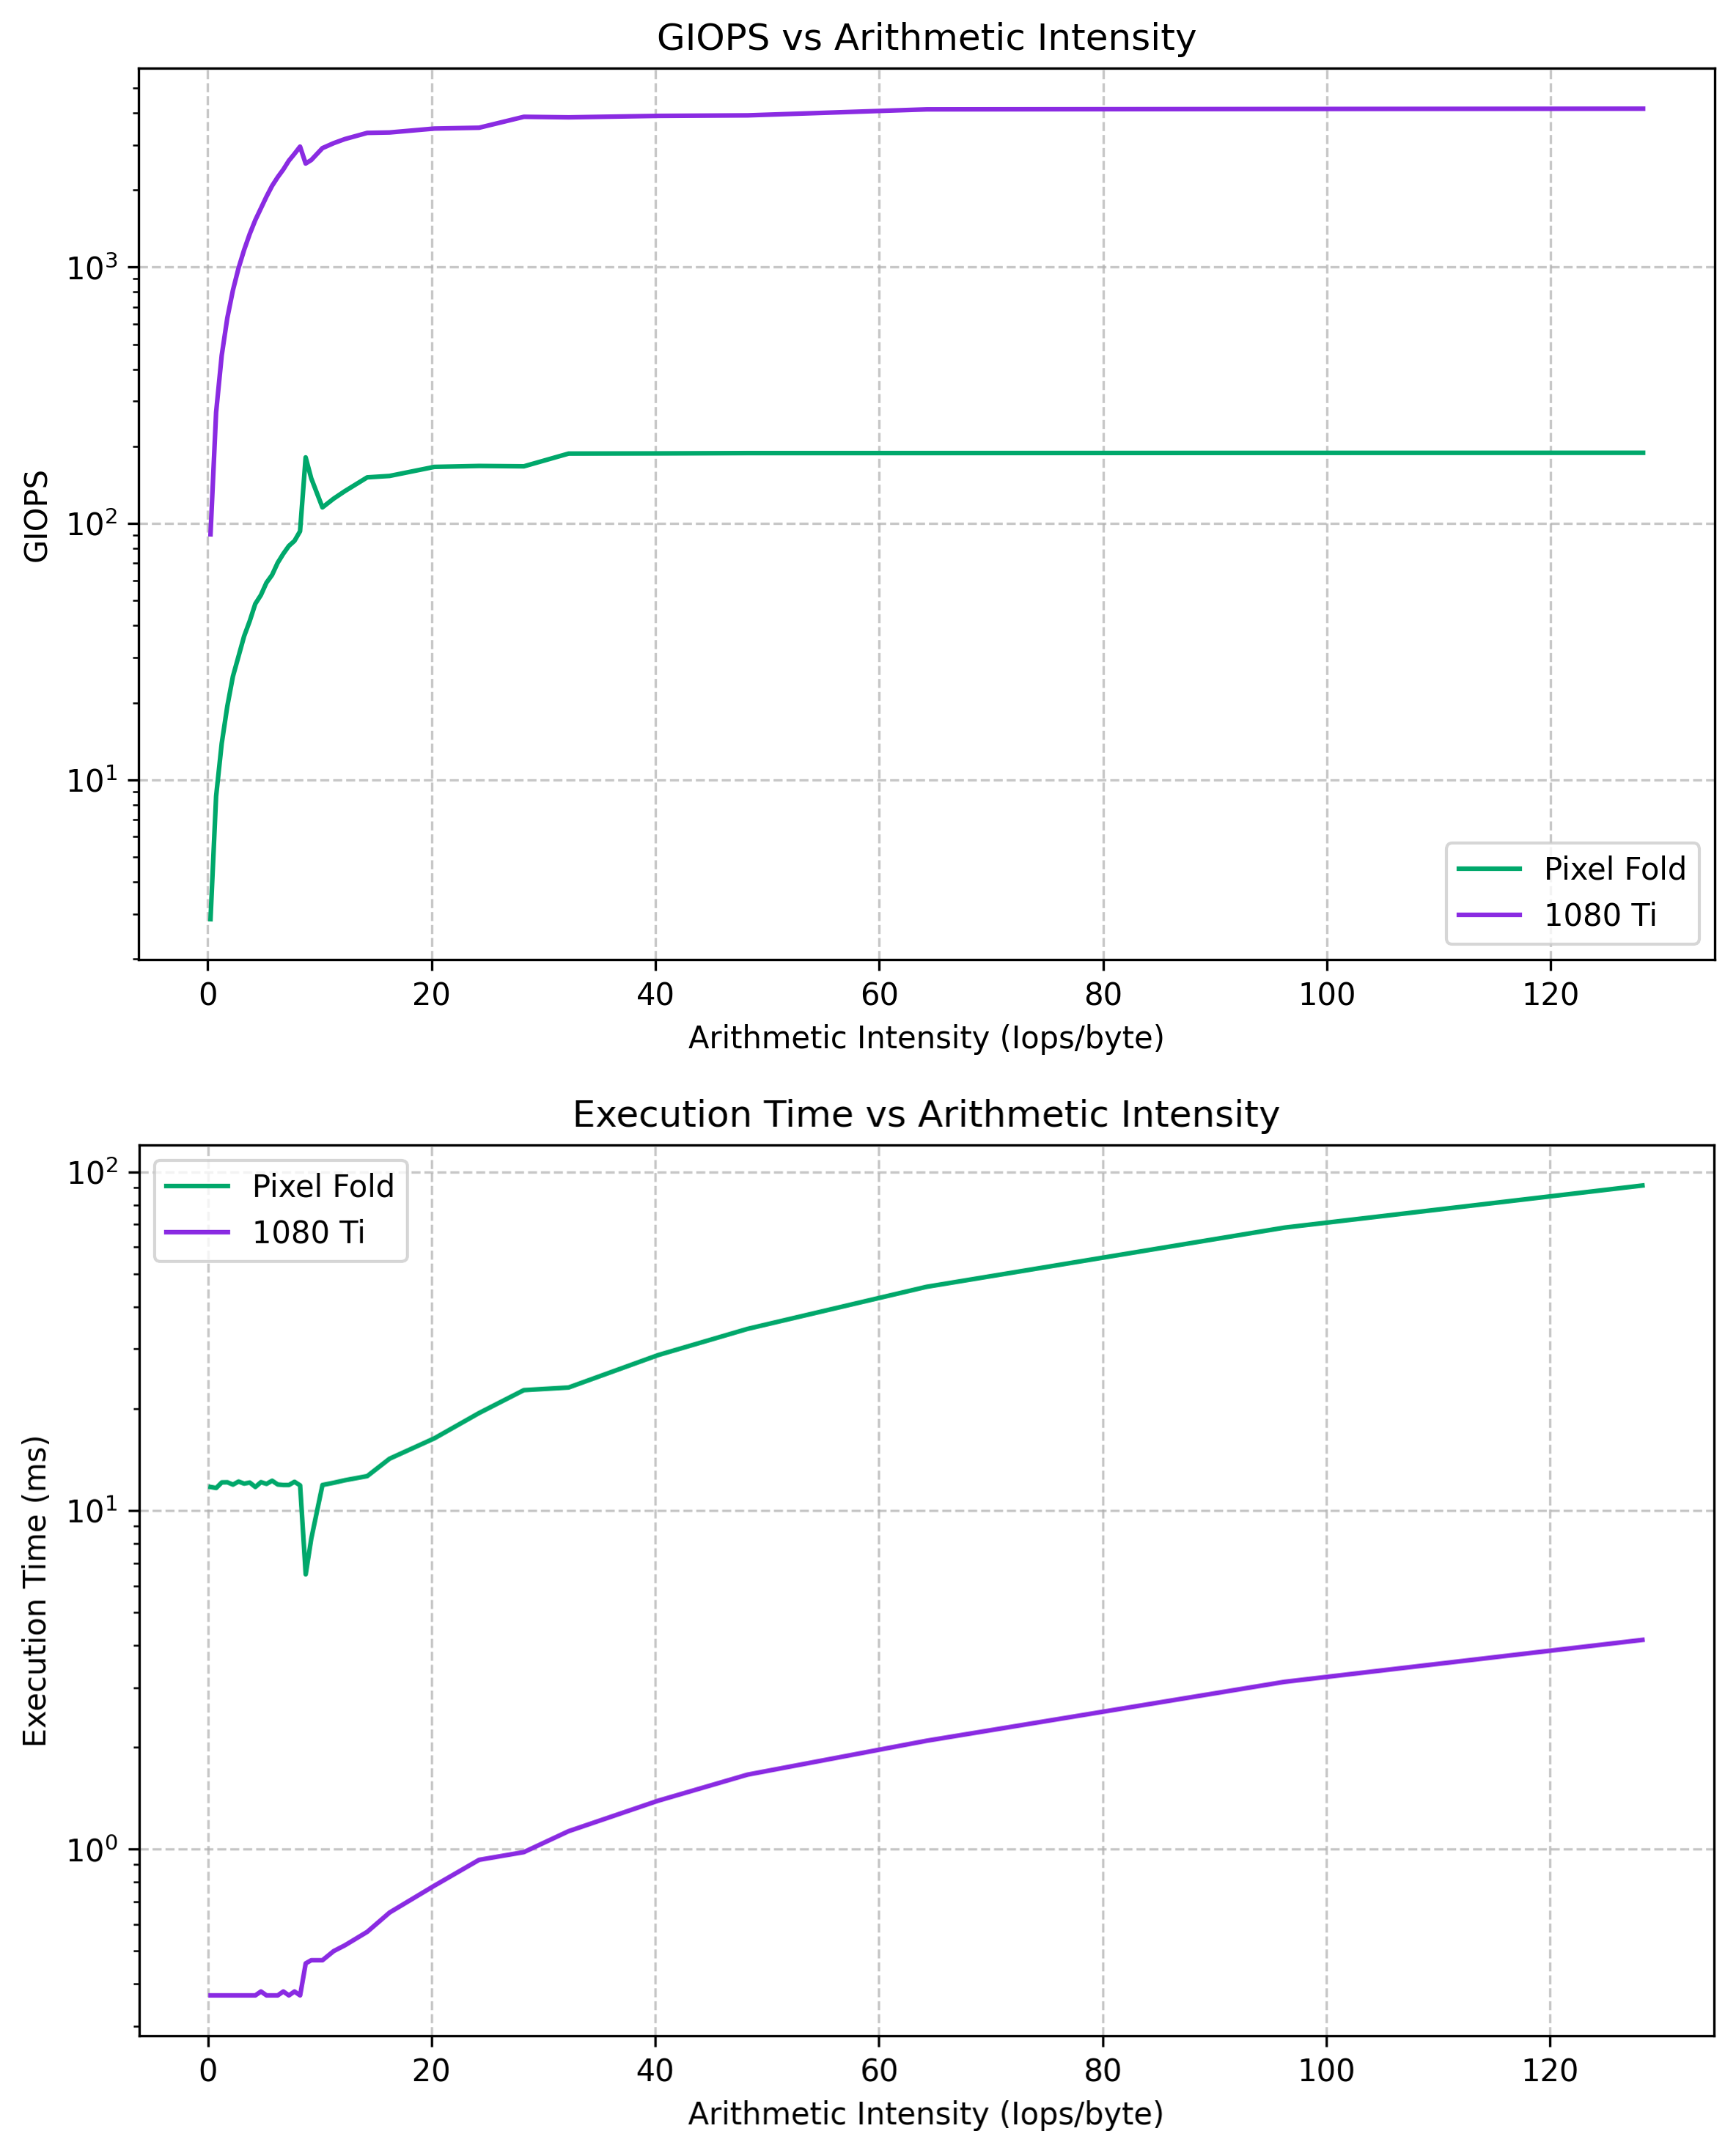 GIOPS vs Arithmetic Intensity
GIOPS
10³
10²
10¹
0 20 40 60 80 100 120
Arithmetic Intensity (Iops/byte)
Pixel Fold
1080 Ti
Execution Time vs Arithmetic Intensity
Execution Time (ms)
10²
10¹
10⁰
Pixel Fold
1080 Ti
0 20 40 60 80 100 120
Arithmetic Intensity (Iops/byte)